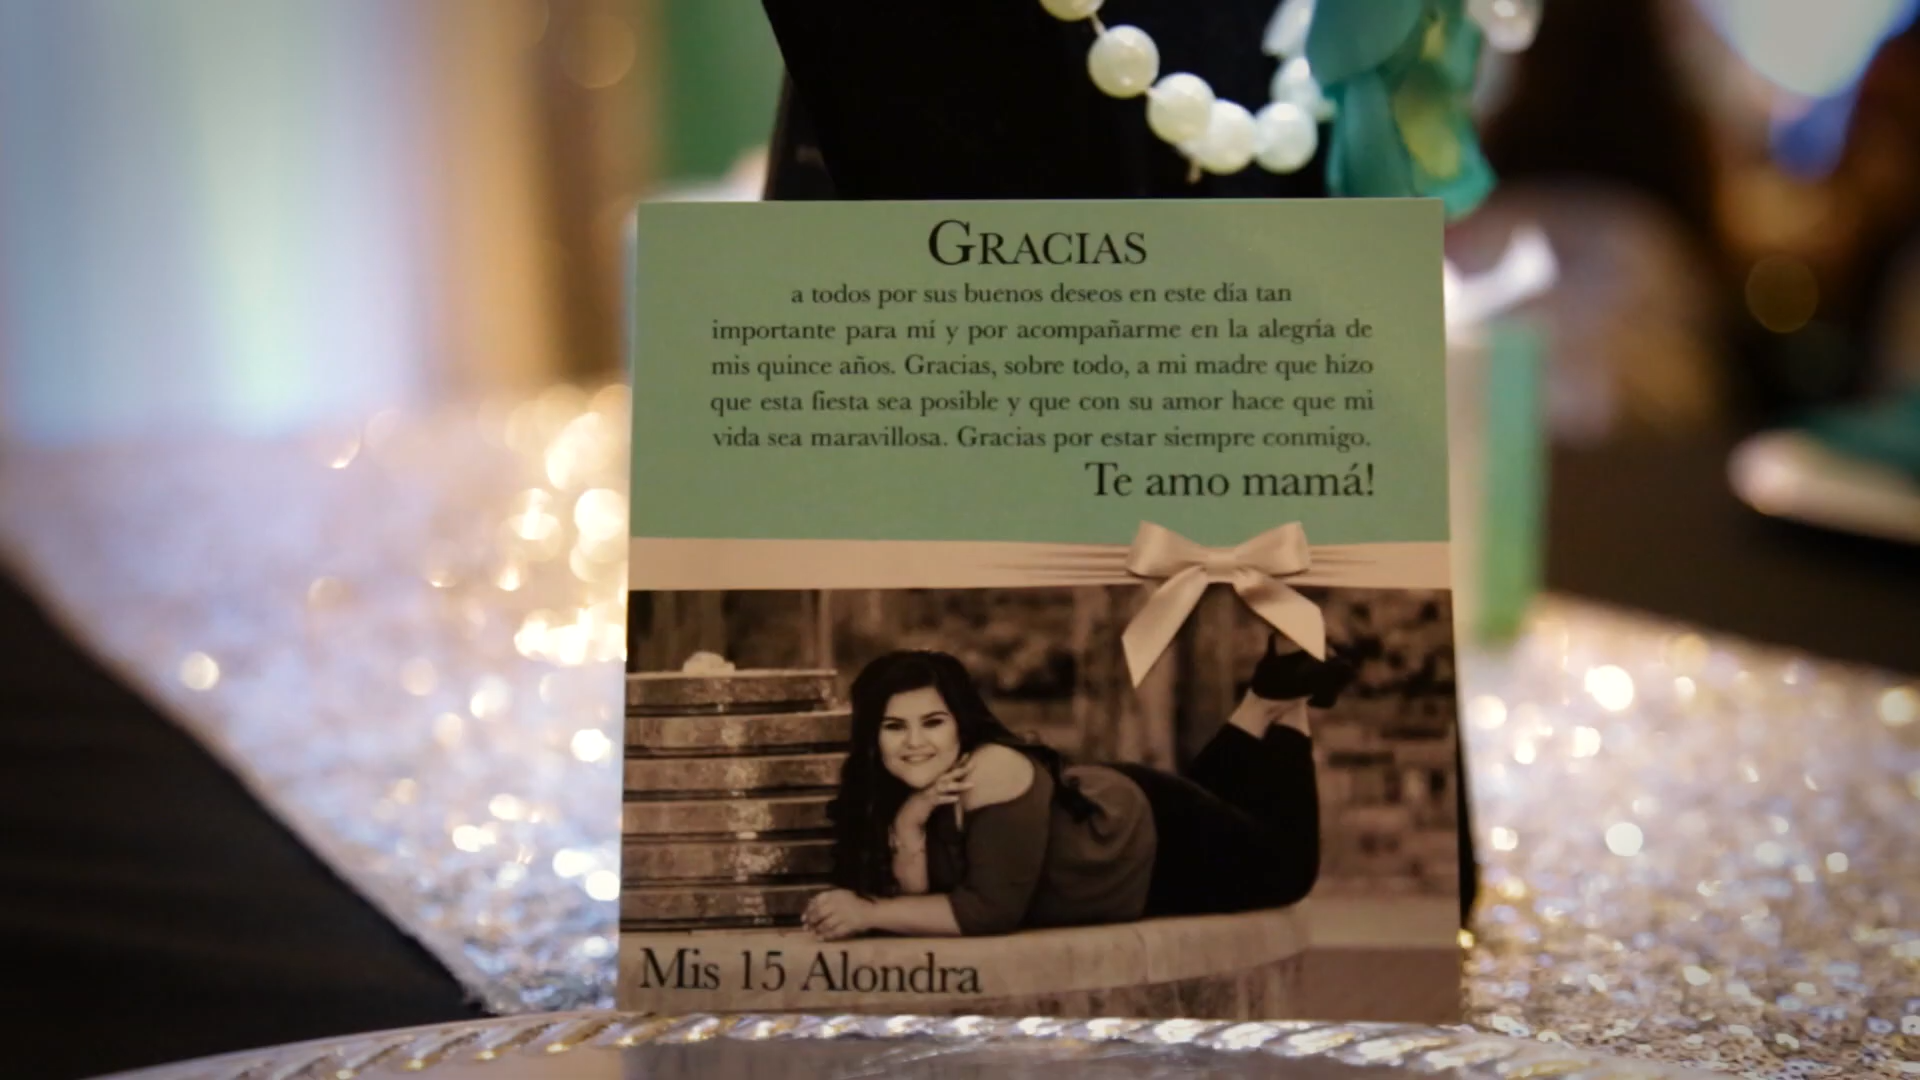 GRACIAS
a todos por sus buenos deseos en este día tan
importante para mí y por acompañarme en la alegría de
mis quince años. Gracias, sobre todo, a mi madre que hizo
que esta fiesta sea posible y que con su amor hace que mi
vida sea maravillosa. Gracias por estar siempre conmigo.
Te amo mamá!
Mis 15 Alondra